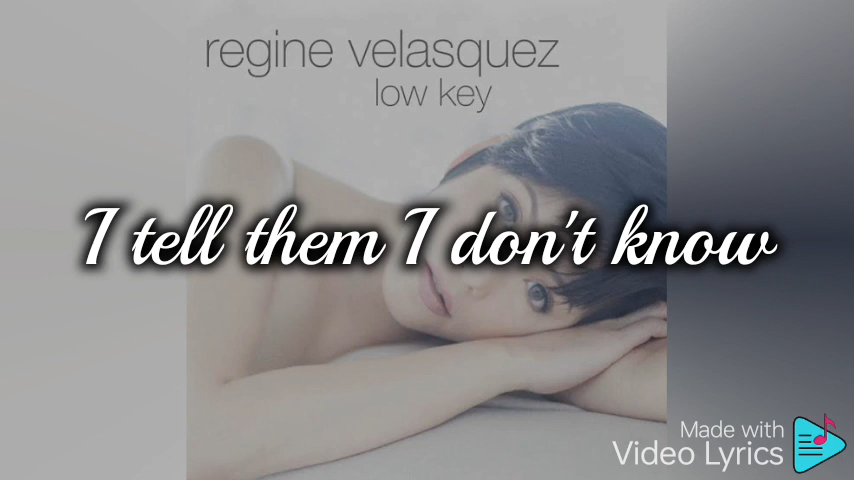 regine velasquez
low key
I tell them I don't know
Made with
Video Lyrics